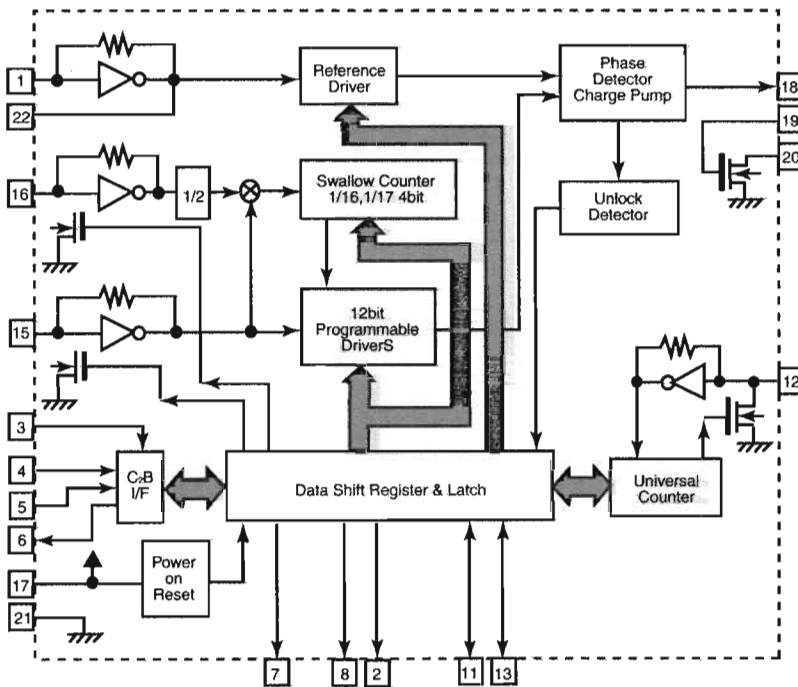 1
22
16
15
3
4
5
6
17
21
Reference
Driver
Phase
Detector
Charge Pump
18
19
20
1/2
Swallow Counter
1/16,1/17 4bit
Unlock
Detector
12bit
Programmable
DriverS
12
C2B
I/F
Data Shift Register & Latch
Universal
Counter
Power
on
Reset
7
8
2
11
13